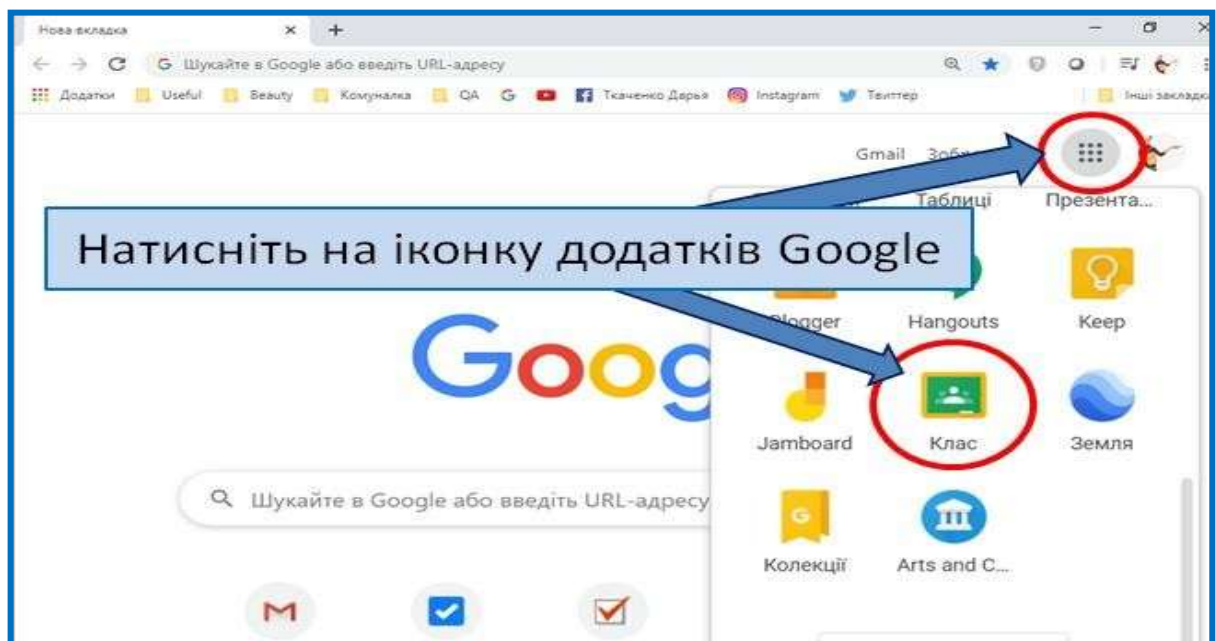 Нова вкладка
Шукайте в Google або введіть URL-адресу
Додатки Useful Beauty Комуналка QA Ткаченко Дарья Instagram Твиттер Інші закладки
Gmail
Таблиці Презента...
Натисніть на іконку додатків Google
Blogger Hangouts Keep
Goog
Jamboard Клас Земля
Шукайте в Google або введіть URL-адресу
Колекції Arts and C...